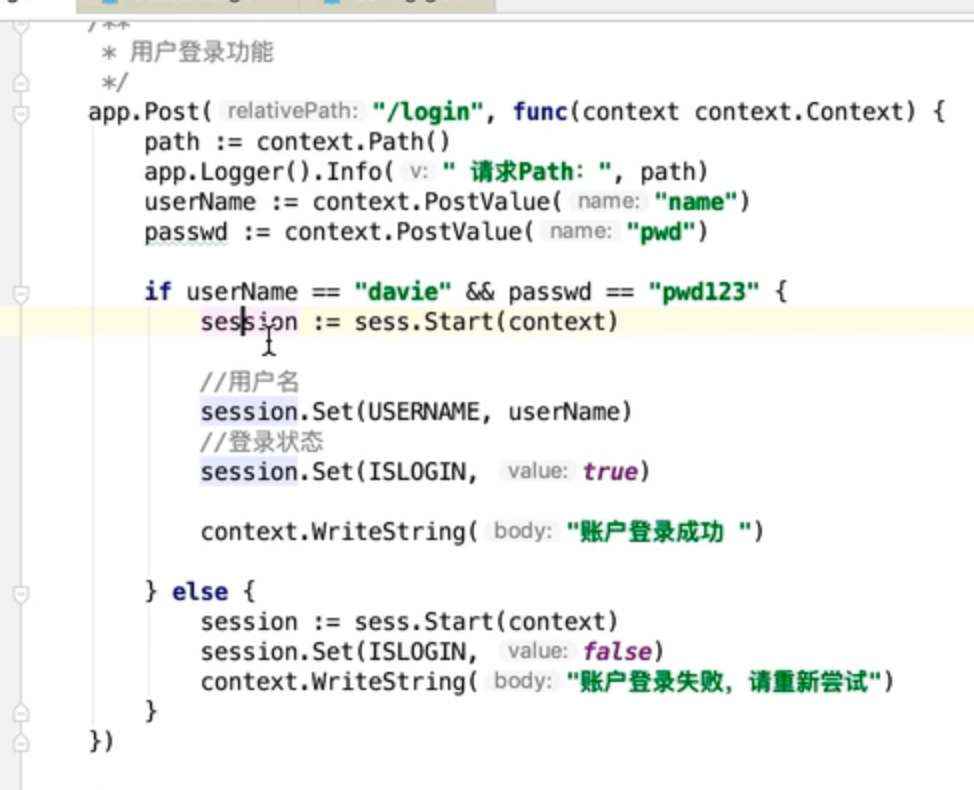 /**
* 用户登录功能
*/
app.Post( relativePath: "/login", func(context context.Context) {
path := context.Path()
app.Logger().Info( v: " 请求Path: ", path)
userName := context.PostValue( name: "name")
passwd := context.PostValue( name: "pwd")
if userName == "davie" && passwd == "pwd123" {
session := sess.Start(context)
//用户名
session.Set(USERNAME, userName)
//登录状态
session.Set(ISLOGIN, value: true)
context.WriteString( body: "账户登录成功 ")
} else {
session := sess.Start(context)
session.Set(ISLOGIN, value: false)
context.WriteString( body: "账户登录失败, 请重新尝试")
}
})